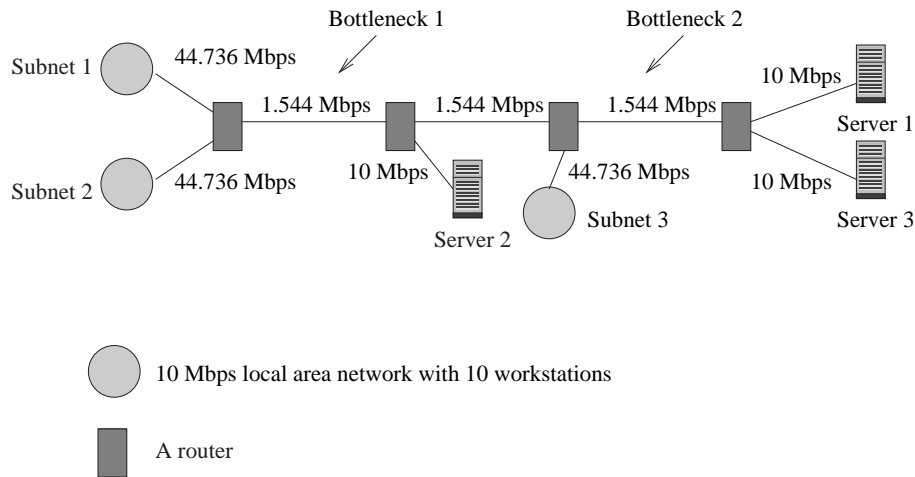 Bottleneck 1
Bottleneck 2
Subnet 1
44.736 Mbps
10 Mbps
1.544 Mbps
1.544 Mbps
1.544 Mbps
Server 1
Subnet 2
44.736 Mbps
10 Mbps
44.736 Mbps
10 Mbps
Server 2
Subnet 3
Server 3
10 Mbps local area network with 10 workstations
A router